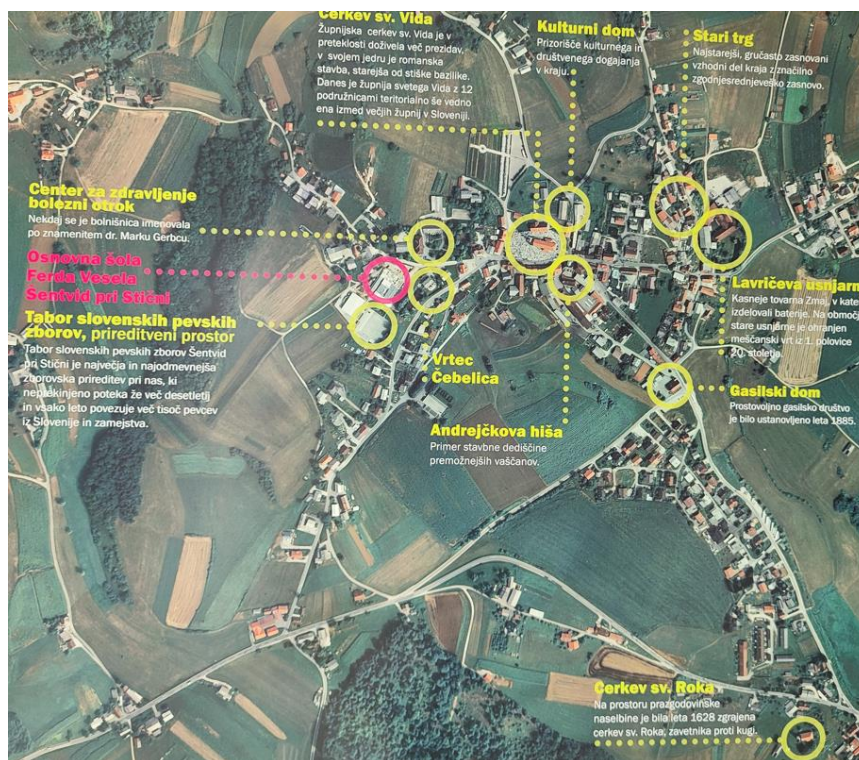 Cerkev sv. Vida
Župnijska cerkev sv. Vida je v
preteklosti doživela več prezidav,
v svojem jedru je romanska
stavba, starejša od stiške bazilike.
Danes je župnija svetega Vida z 12
podružnicami teritorialno še vedno
ena izmed večjih župnij v Sloveniji.
Kulturni dom
Prizorišče kulturnega in
društvenega dogajanja
v kraju.
Stari trg
Najstarejši, gručasto zasnovani
vzhodni del kraja z značilno
zgodnjesrednjeveško zasnovo.
Center za zdravljenje
bolezni otrok
Nekdaj se je bolnišnica imenovala
po znamenitem dr. Marku Gerbcu.
Osnovna šola
Ferda Vesela
Šentvid pri Stični
Tabor slovenskih pevskih
zborov, prireditveni prostor
Tabor slovenskih pevskih zborov Šentvid
pri Stični je največja in najodmevnejša
zborovska prireditev pri nas, ki
neprekinjeno poteka že več desetletij
in vsako leto povezuje več tisoč pevcev
iz Slovenije in zamejstva.
Vrtec
Čebelica
Andrejčkova hiša
Primer stavbne dediščine
premožnejših vaščanov.
Lavričeva usnjarn
Kasneje tovarna Zmaj, v kate
izdelovali baterije. Na območj
stare usnjarne je ohranjen
meščanski vrt iz 1. polovice
20. stoletja.
Gasilski dom
Prostovoljno gasilsko društvo
je bilo ustanovljeno leta 1885.
Cerkev sv. Roka
Na prostoru prazgodovinske
naselbine je bila leta 1628 zgrajena
cerkev sv. Roka, zavetnika proti kugi.